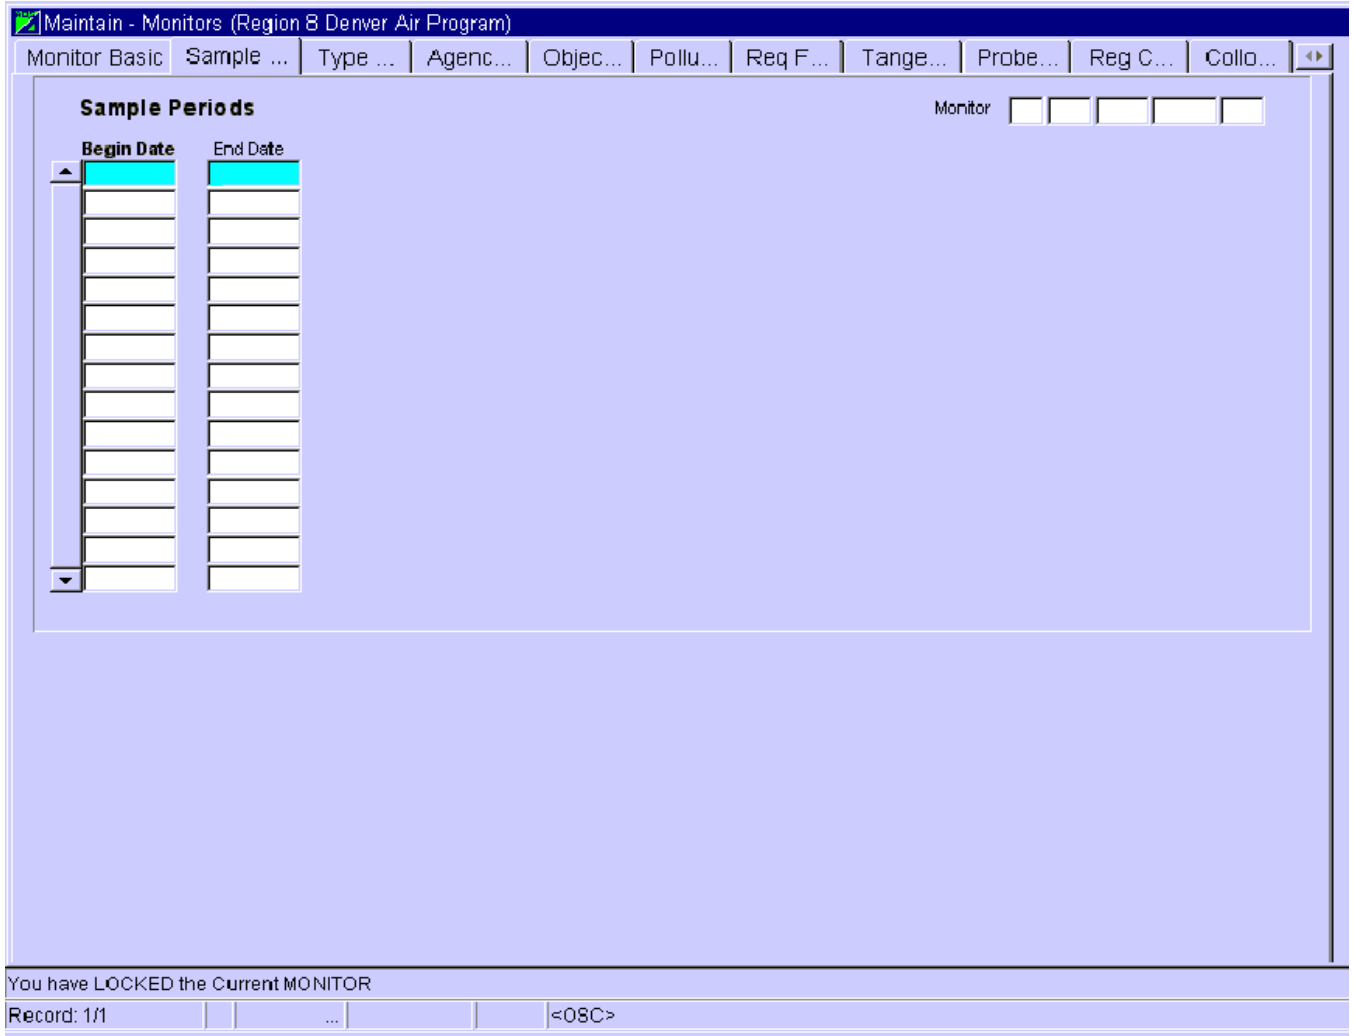 Maintain - Monitors (Region 8 Denver Air Program)
Monitor Basic Sample ... Type ... Agenc... Objec... Pollu... Req F... Tange... Probe... Reg C... Collo...
Sample Periods
Monitor
Begin Date End Date
You have LOCKED the Current MONITOR
Record: 1/1 ... <OSC>